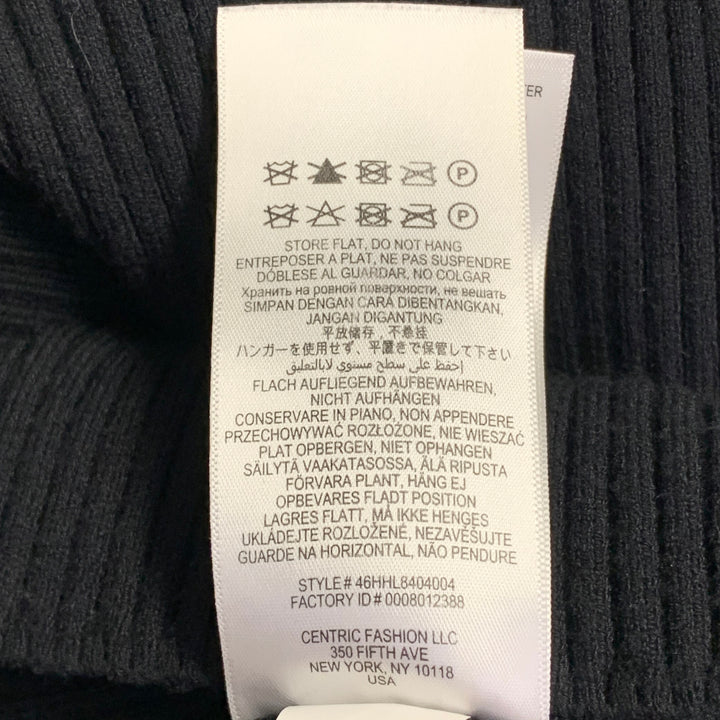 ER
P
P
STORE FLAT, DO NOT HANG
ENTREPOSER A PLAT, NE PAS SUSPENDRE
DÓBLESE AL GUARDAR, NO COLGAR
Хранить на ровной поверхности, не вешать
SIMPAN DENGAN CARA DIBENTANGKAN,
JANGAN DIGANTUNG
平放储存，不悬挂
ハンガーを使用せず、平置きで保管して下さい
إحفظ على سطح مستوي لابالتعليق
FLACH AUFLIEGEND AUFBEWAHREN,
NICHT AUFHÄNGEN
CONSERVARE IN PIANO, NON APPENDERE
PRZECHOWYWAĆ ROZŁOŻONE, NIE WIESZAĆ
PLAT OPBERGEN, NIET OPHANGEN
SÄILYTÄ VAAKATASOSSA, ÄLÄ RIPUSTA
FÖRVARA PLANT, HÄNG EJ
OPBEVARES FLADT POSITION
LAGRES FLATT, MÅ IKKE HENGES
UKLÁDEJTE ROZLOŽENÉ, NEZAVĚŠUJTE
GUARDE NA HORIZONTAL, NÃO PENDURE
STYLE# 46HHL8404004
FACTORY ID# 0008012388
CENTRIC FASHION LLC
350 FIFTH AVE
NEW YORK, NY 10118
USA